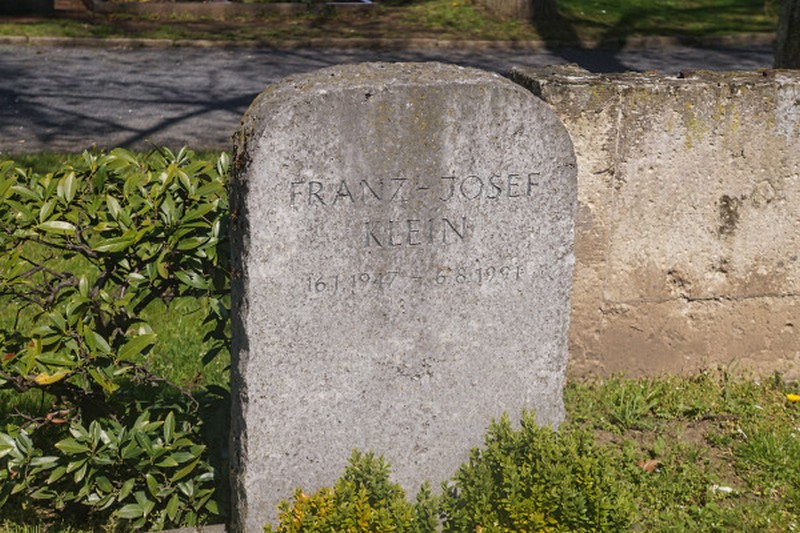 FRANZ-JOSEF
KLEIN
16.1.1947 - 6.8.1991